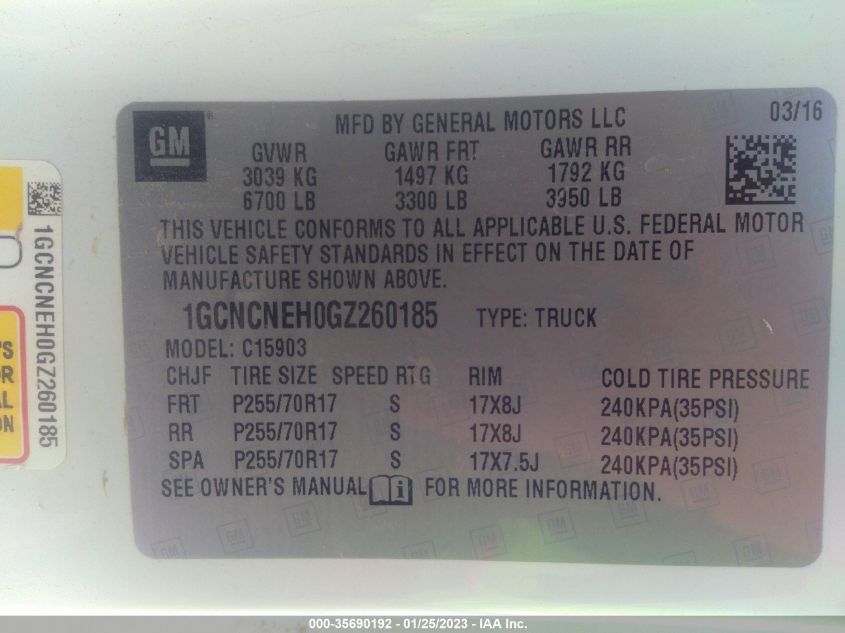 GM ®
MFD BY GENERAL MOTORS LLC
03/16
GVWR GAWR FRT GAWR RR
3039 KG 1497 KG 1792 KG
6700 LB 3300 LB 3950 LB
THIS VEHICLE CONFORMS TO ALL APPLICABLE U.S. FEDERAL MOTOR
VEHICLE SAFETY STANDARDS IN EFFECT ON THE DATE OF
MANUFACTURE SHOWN ABOVE.
1GCNCNEH0GZ260185 TYPE: TRUCK
MODEL: C15903
CHJF TIRE SIZE SPEED RTG RIM COLD TIRE PRESSURE
FRT P255/70R17 S 17X8J 240KPA(35PSI)
RR P255/70R17 S 17X8J 240KPA(35PSI)
SPA P255/70R17 S 17X7.5J 240KPA(35PSI)
SEE OWNER'S MANUAL FOR MORE INFORMATION.
1GCNCNEH0GZ260185
000-35690192 - 01/25/2023 - IAA Inc.